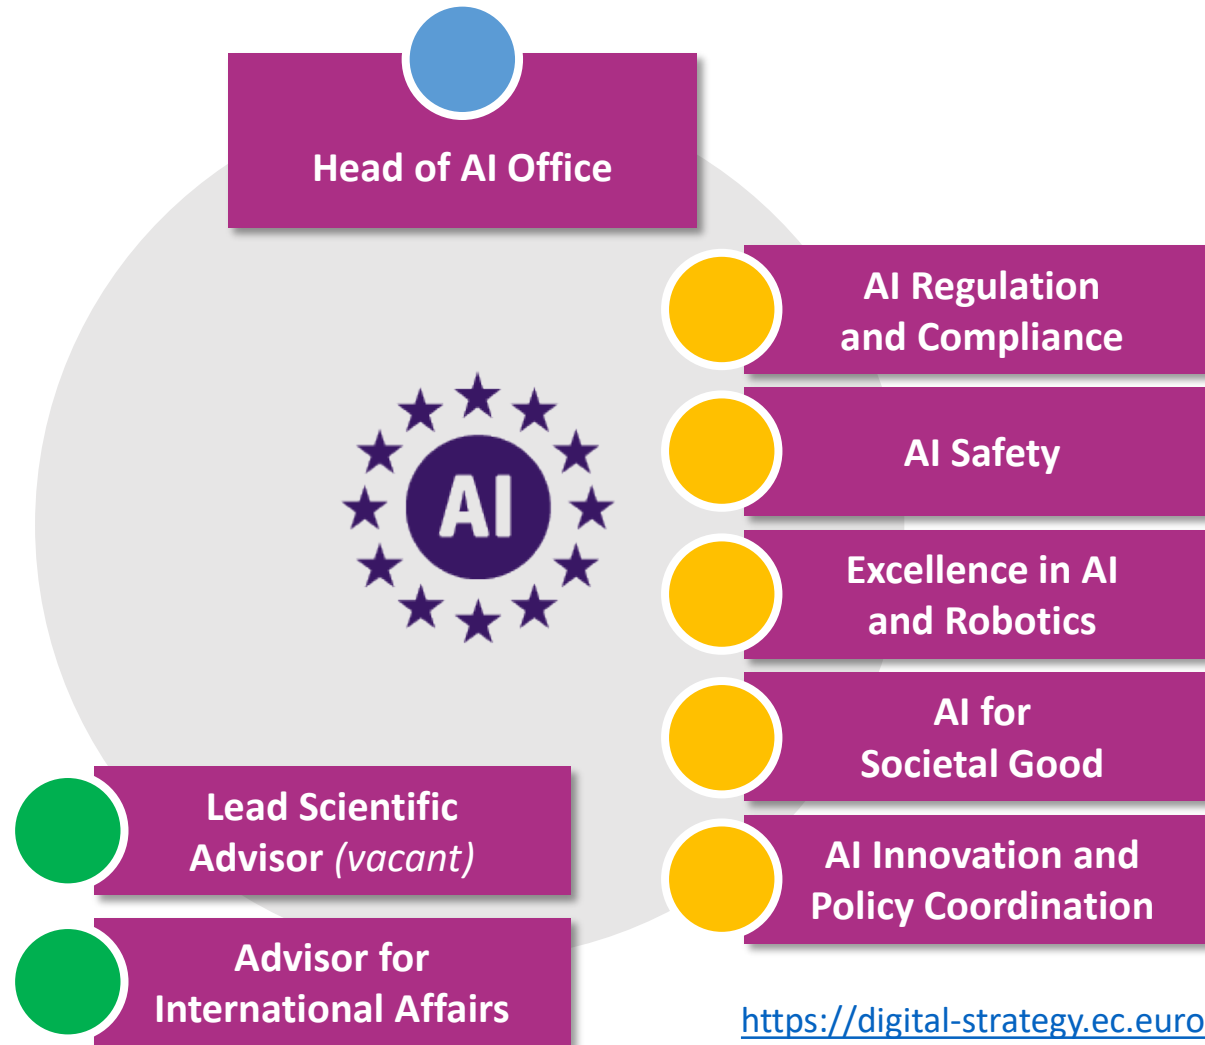 Head of AI Office
AI Regulation
and Compliance
AI Safety
AI
Excellence in AI
and Robotics
AI for
Societal Good
Lead Scientific
Advisor (vacant)
AI Innovation and
Policy Coordination
Advisor for
International Affairs
https://digital-strategy.ec.euro